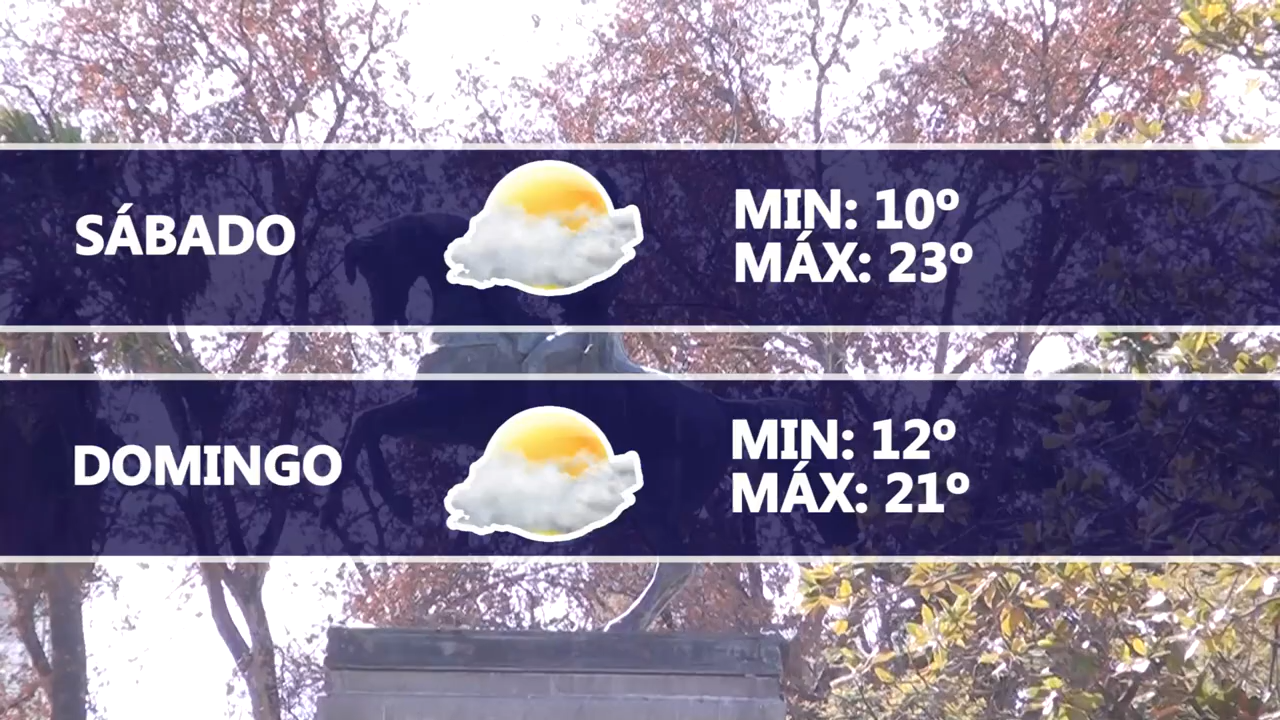 SÁBADO
MIN: 10º
MÁX: 23º
DOMINGO
MIN: 12º
MÁX: 21º